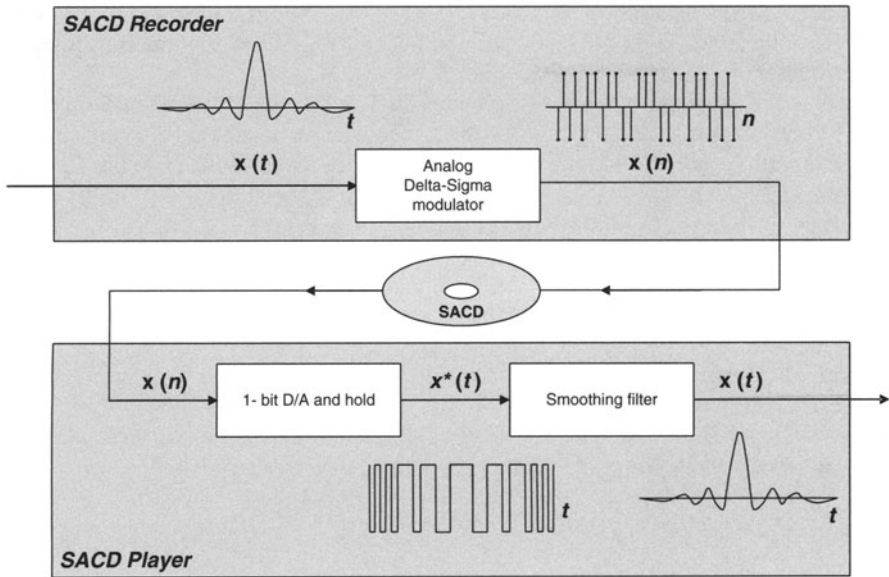 SACD Recorder
t
n
x (t)
x (n)
Analog
Delta-Sigma
modulator
SACD
x (n)
1- bit D/A and hold
x* (t)
Smoothing filter
x (t)
t
t
SACD Player